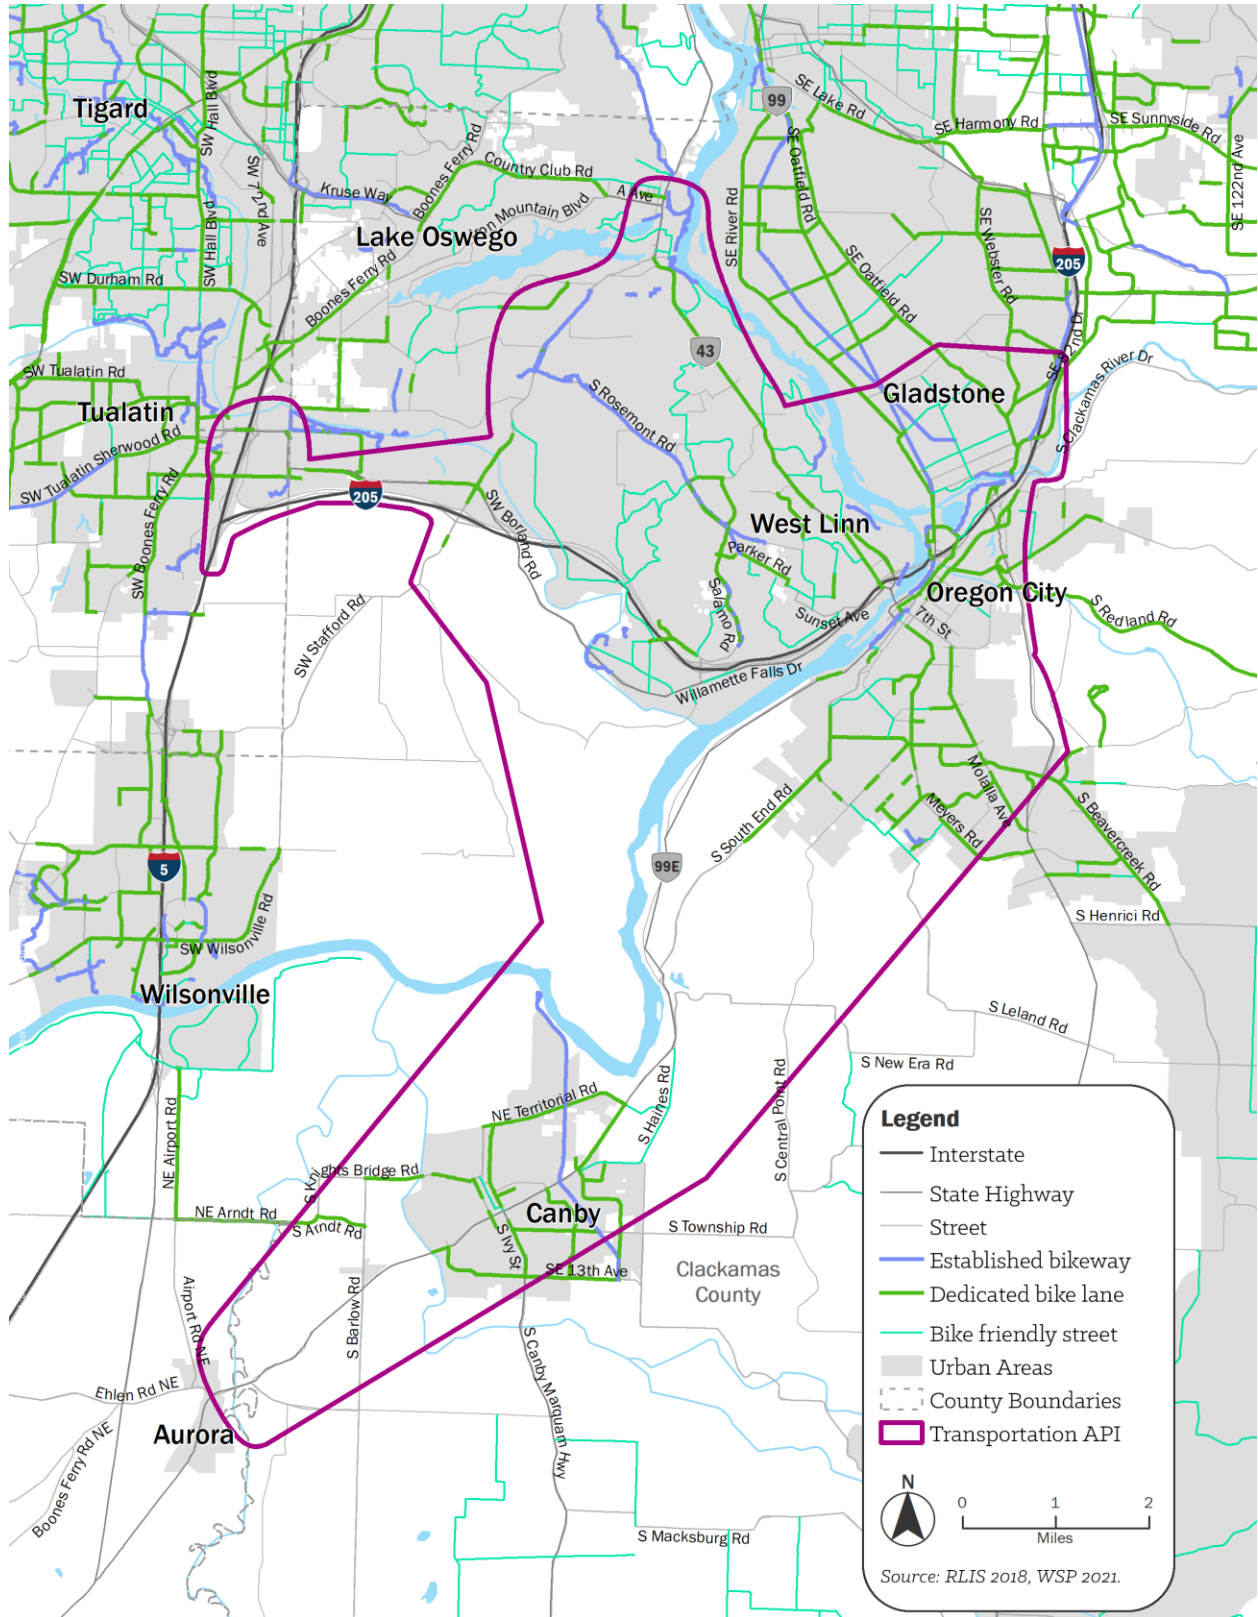 99
SE Lake Rd
SE Harmony Rd
SE Sunnyside Rd
Tigard
SW Hall Blvd
SW 72nd Ave
SE Oatfield Rd
SE 122nd Ave
Boones Ferry Rd
Country Club Rd
Kruse Way
A Ave
on Mountain Blvd
SE River Rd
SE Webster Rd
Lake Oswego
SW Hall Blvd
SE Oatfield Rd
205
SW Durham Rd
Boones Ferry Rd
SE 82nd Dr
43
S Clackamas River Dr
SW Tualatin Rd
Gladstone
Tualatin
S Rosemont Rd
SW Tualatin Sherwood Rd
205
SW Boones Ferry Rd
SW Borland Rd
West Linn
Parker Rd
Salamo Rd
Oregon City
Sunset Ave
7th St
S Redland Rd
SW Stafford Rd
Willamette Falls Dr
Molalla Ave
S Beavercreek Rd
S South End Rd
Meyers Rd
5
99E
S Henrici Rd
SW Wilsonville Rd
Wilsonville
S Leland Rd
S New Era Rd
S Central Point Rd
S Haines Rd
NE Territorial Rd
NE Airport Rd
S Kni
ghts Bridge Rd
NE Arndt Rd
S Arndt Rd
Canby
S Township Rd
S Ivy St
SE 13th Ave
Clackamas
County
S Barlow Rd
Airport Rd NE
S Canby Marquam Hwy
Ehlen Rd NE
Aurora
Boones Ferry Rd NE
S Macksburg Rd
Legend
Interstate
State Highway
Street
Established bikeway
Dedicated bike lane
Bike friendly street
Urban Areas
County Boundaries
Transportation API
N
0 1 2
Miles
Source: RLIS 2018, WSP 2021.